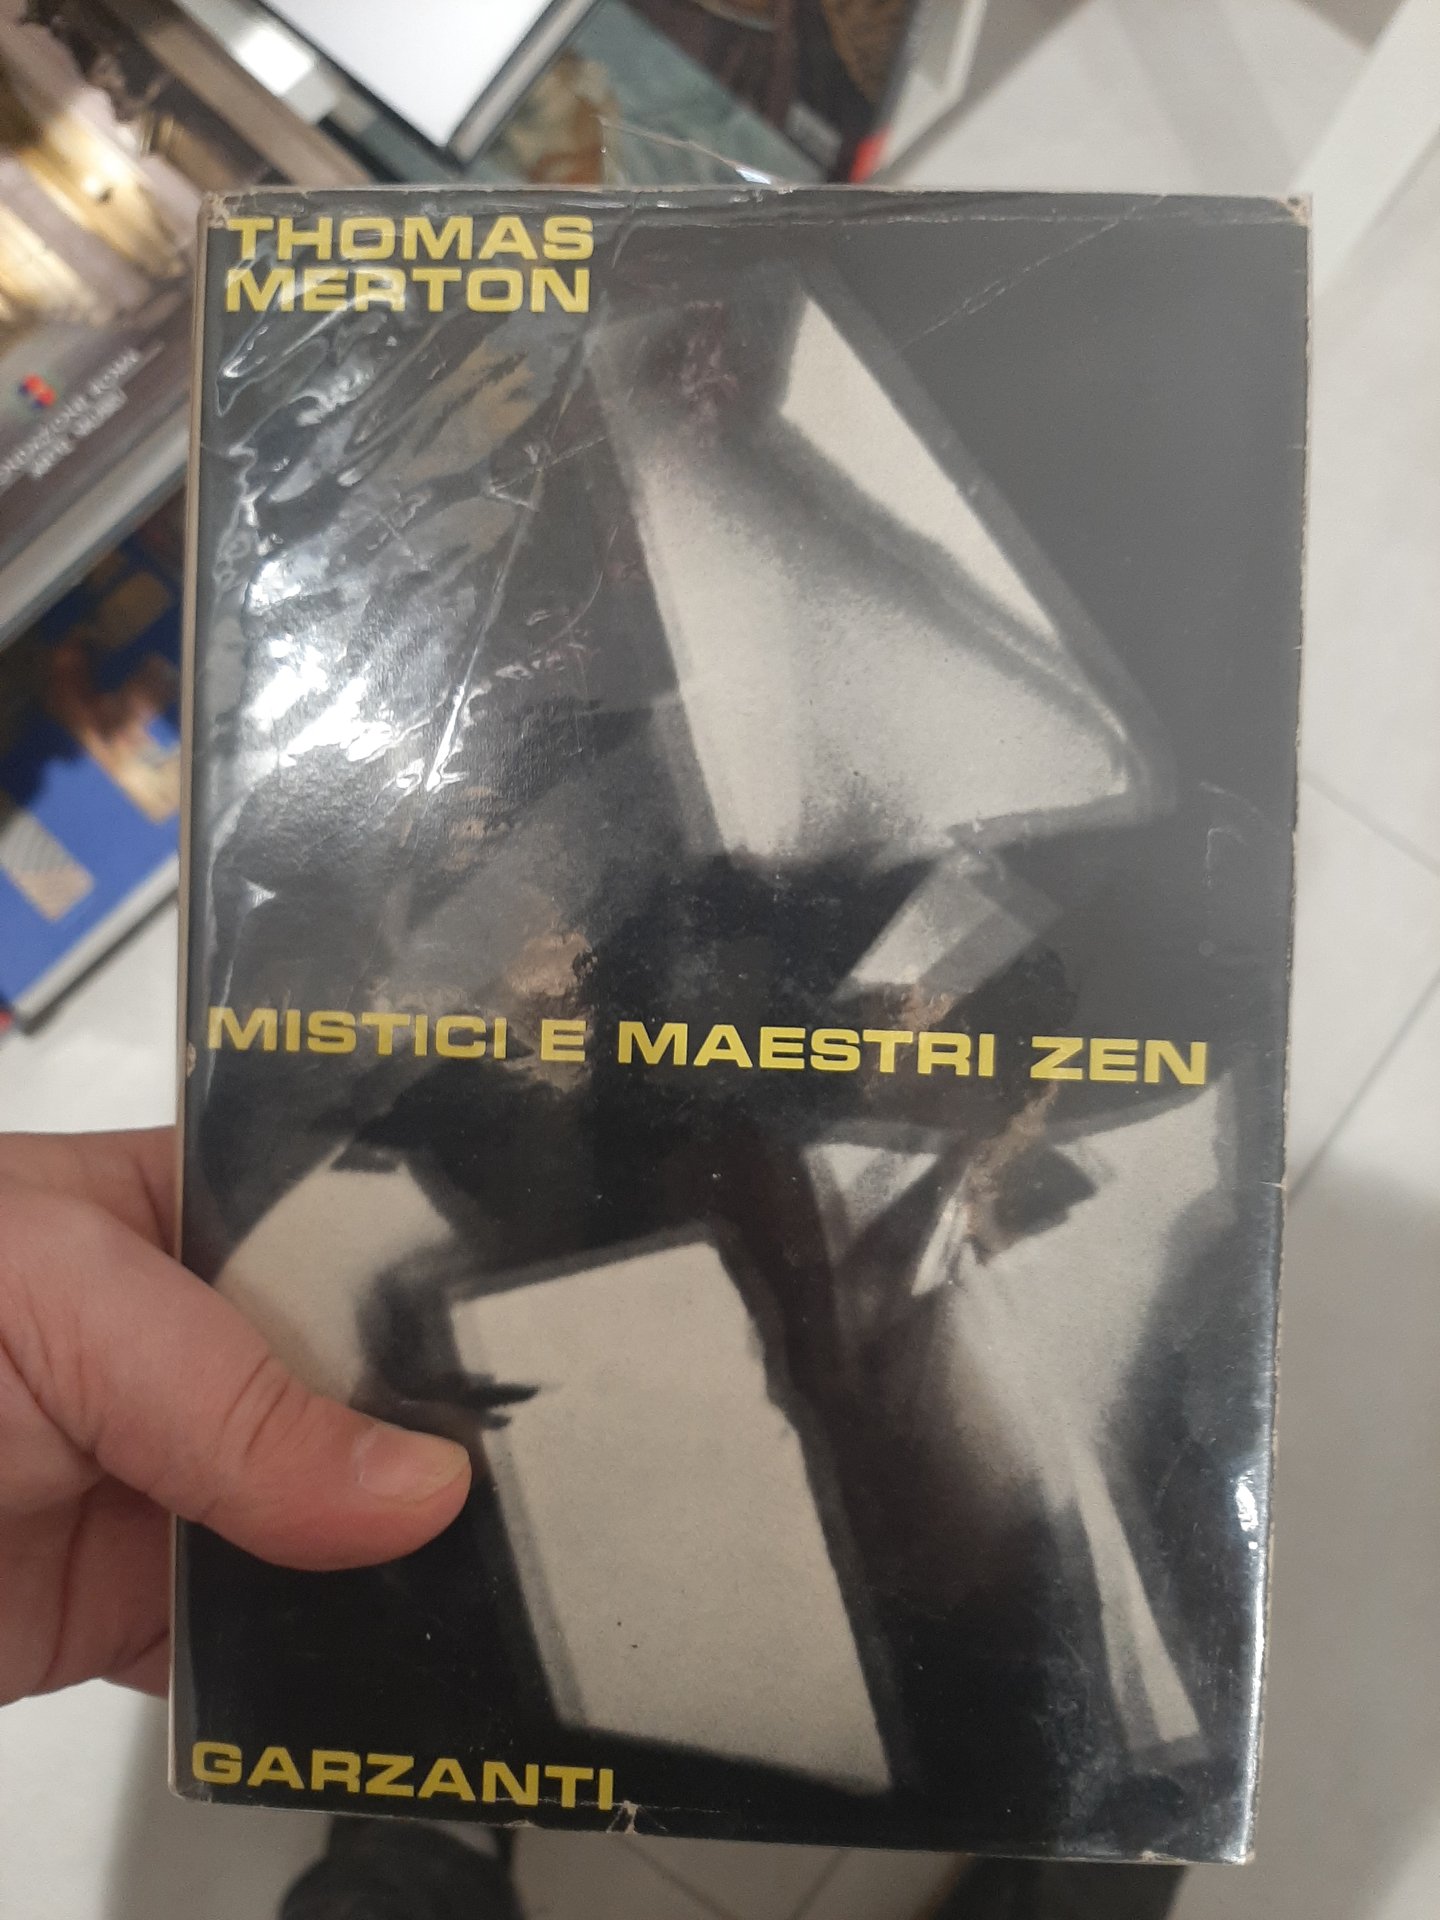 THOMAS
MERTON
MISTICI E MAESTRI ZEN
GARZANTI